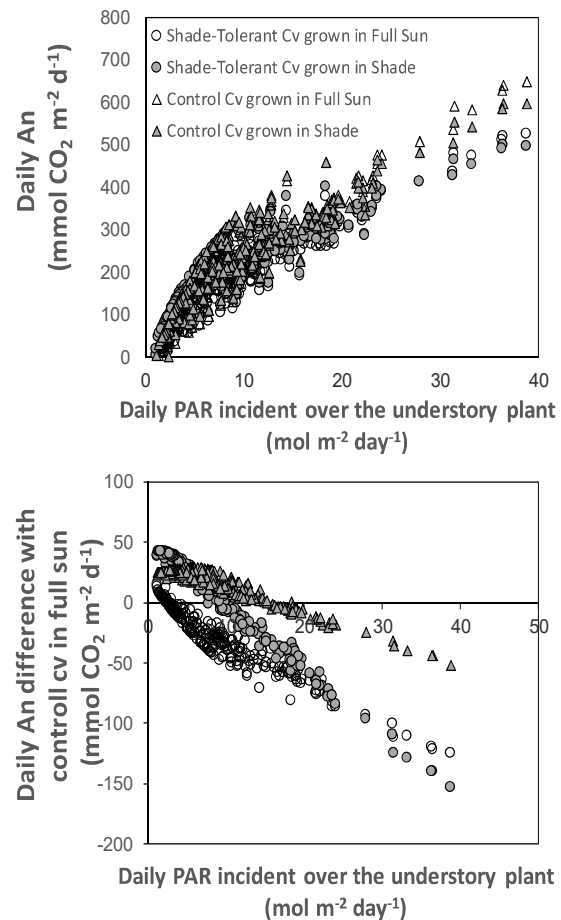 800
700
600
500
400
300
200
100
0
Daily An
(mmol CO2 m-2 d-1)
Shade-Tolerant Cv grown in Full Sun
Shade-Tolerant Cv grown in Shade
Control Cv grown in Full Sun
Control Cv grown in Shade
0 10 20 30 40
Daily PAR incident over the understory plant
(mol m-2 day-1)
100
50
0
-50
-100
-150
-200
Daily An difference with
controll cv in full sun
(mmol CO2 m-2 d-1)
0 10 20 30 40 50
Daily PAR incident over the understory plant
(mol m-2 day-1)